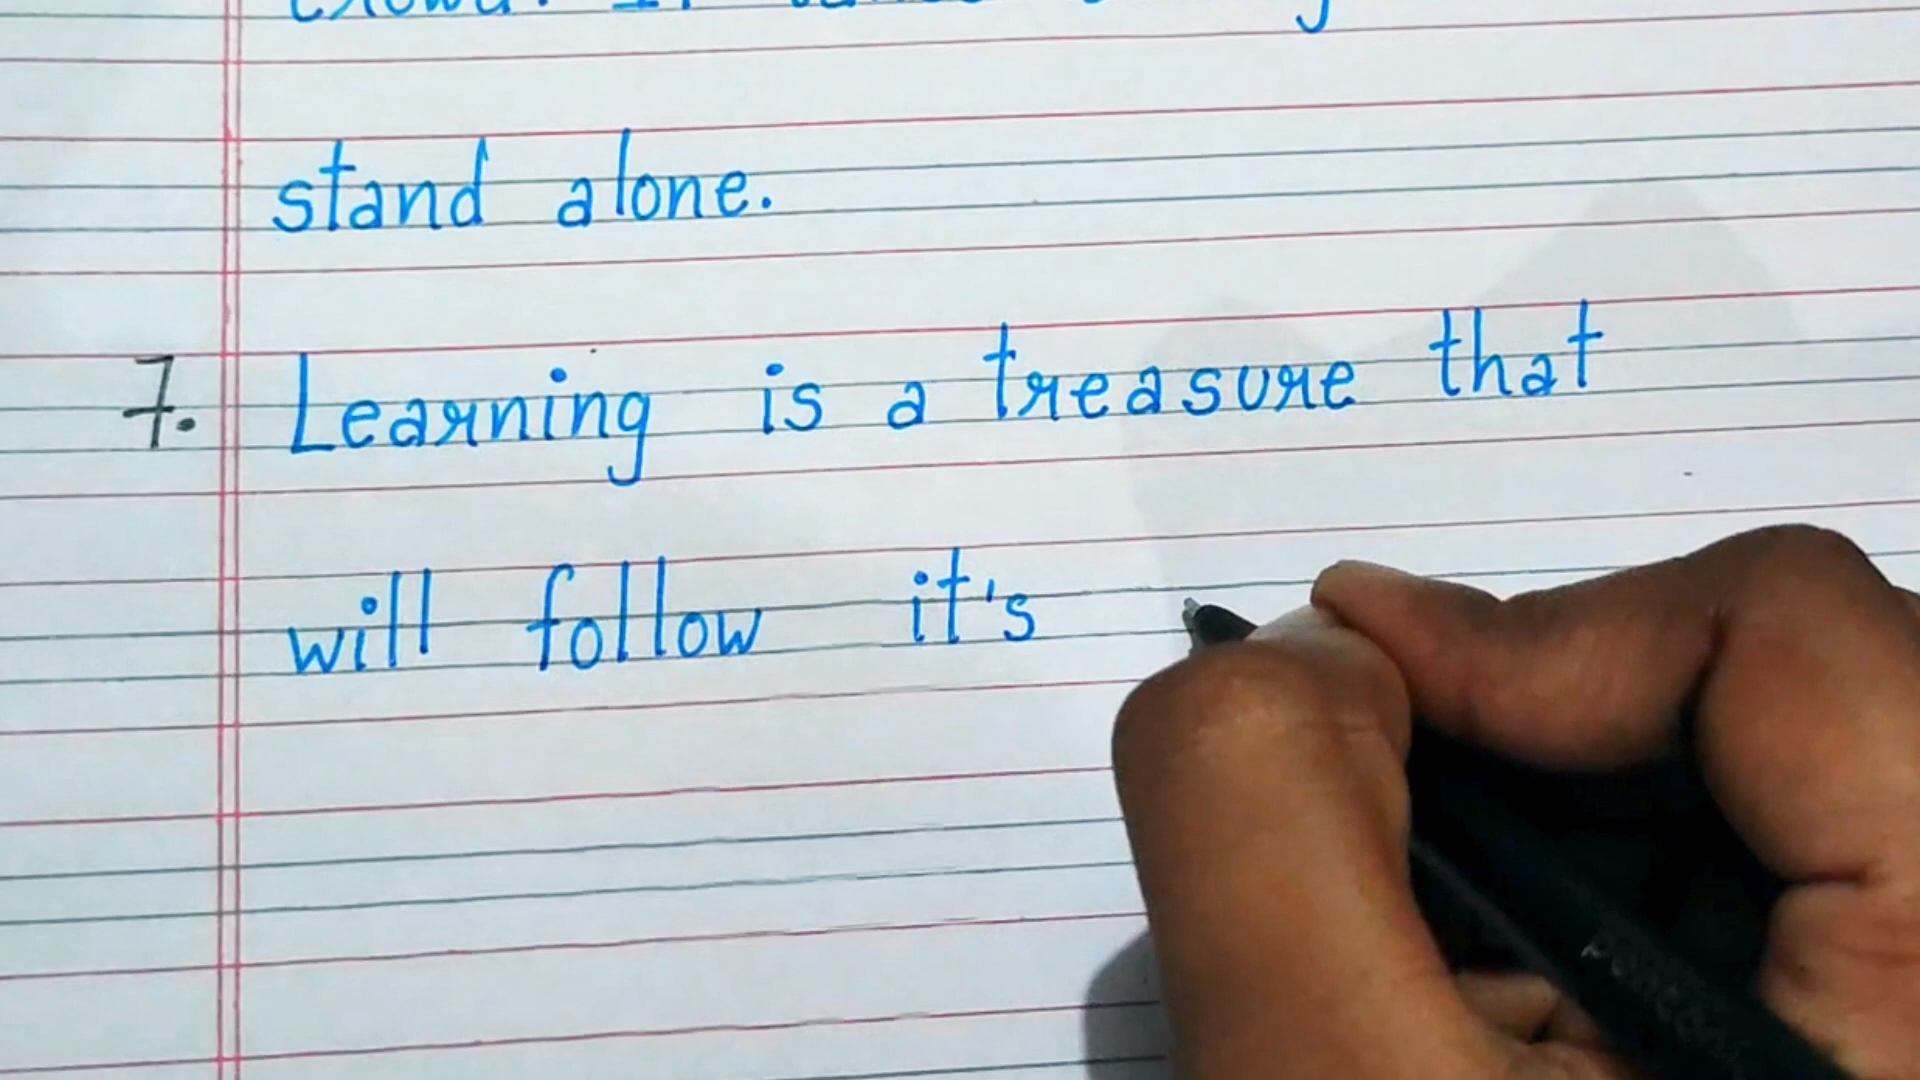 stand alone.
7. Learning is a treasure that
will follow it's